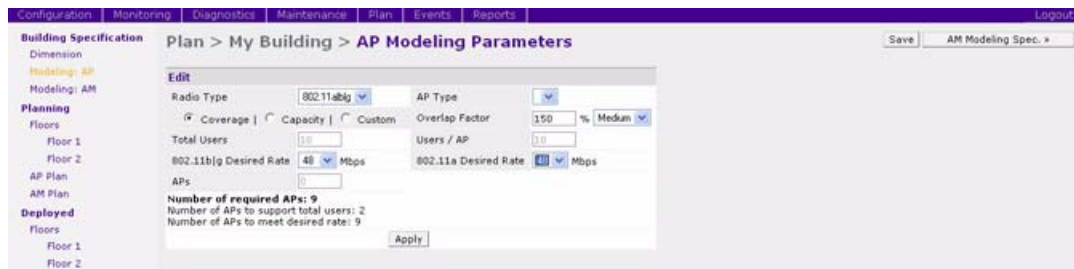 Configuration Monitoring Diagnostics Maintenance Plan Events Reports Logout
Building Specification
Dimension
Modeling: AP
Modeling: AM
Planning
Floors
Floor 1
Floor 2
AP Plan
AM Plan
Deployed
Floors
Floor 1
Floor 2
Plan > My Building > AP Modeling Parameters
Save AM Modeling Spec. »
Edit
Radio Type 802.11a|b|g AP Type
Coverage | Capacity | Custom Overlap Factor 150 % Medium
Total Users 10 Users / AP 10
802.11b|g Desired Rate 48 Mbps 802.11a Desired Rate 48 Mbps
APs 0
Number of required APs: 9
Number of APs to support total users: 2
Number of APs to meet desired rate: 9
Apply